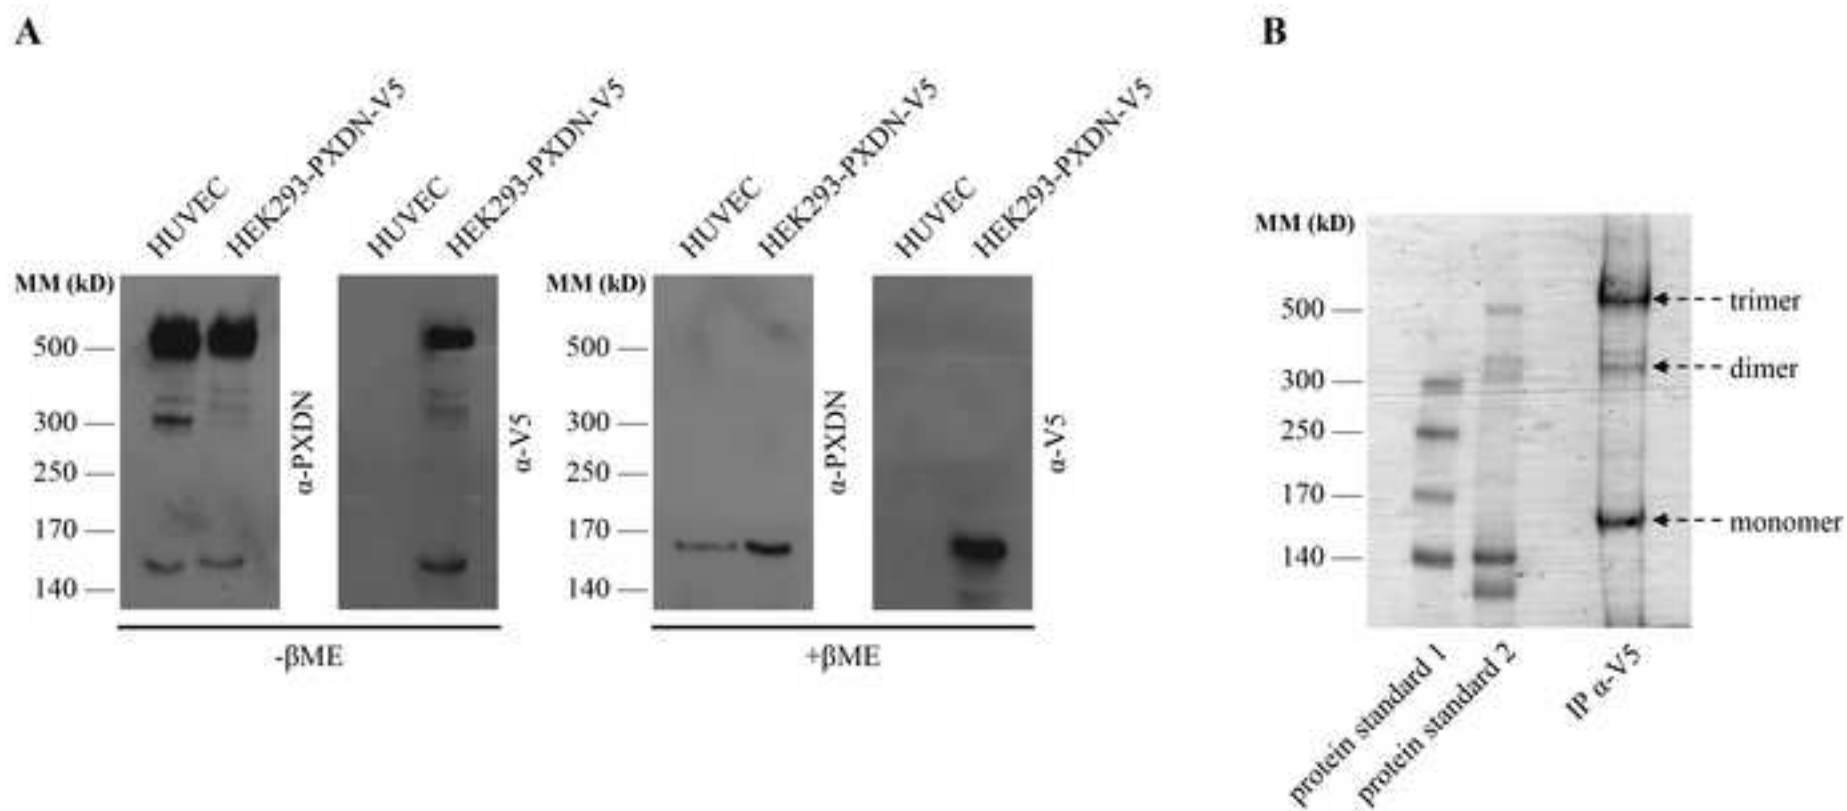 A
B
HUVEC
HEK293-PXDN-V5
HUVEC
HEK293-PXDN-V5
HUVEC
HEK293-PXDN-V5
HUVEC
HEK293-PXDN-V5
MM (kD)
500
300
250
170
140
α-PXDN
α-V5
-βME
MM (kD)
500
300
250
170
140
α-PXDN
α-V5
+βME
MM (kD)
500
300
250
170
140
trimer
dimer
monomer
protein standard 1
protein standard 2
IP α-V5